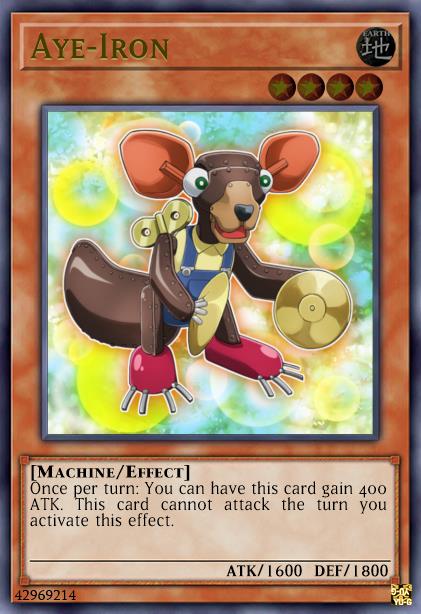 Aye-Iron
EARTH
地
[Machine/Effect]
Once per turn: You can have this card gain 400
ATK. This card cannot attack the turn you
activate this effect.
ATK/1600 DEF/1800
42969214